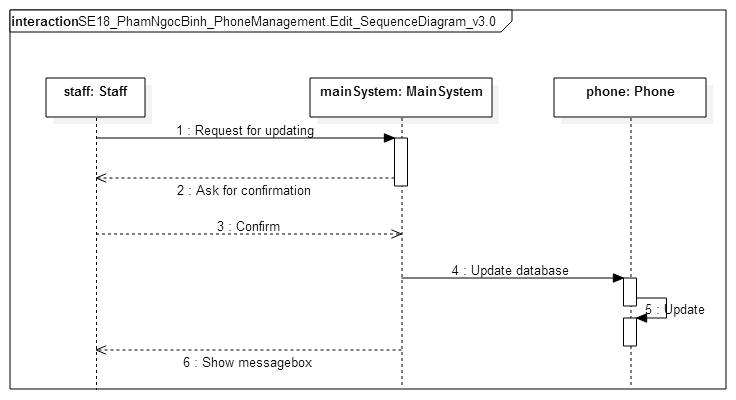 interactionSE18_PhamNgocBinh_PhoneManagement.Edit_SequenceDiagram_v3.0
staff: Staff
mainSystem: MainSystem
phone: Phone
1 : Request for updating
2 : Ask for confirmation
3 : Confirm
4 : Update database
5 : Update
6 : Show messagebox